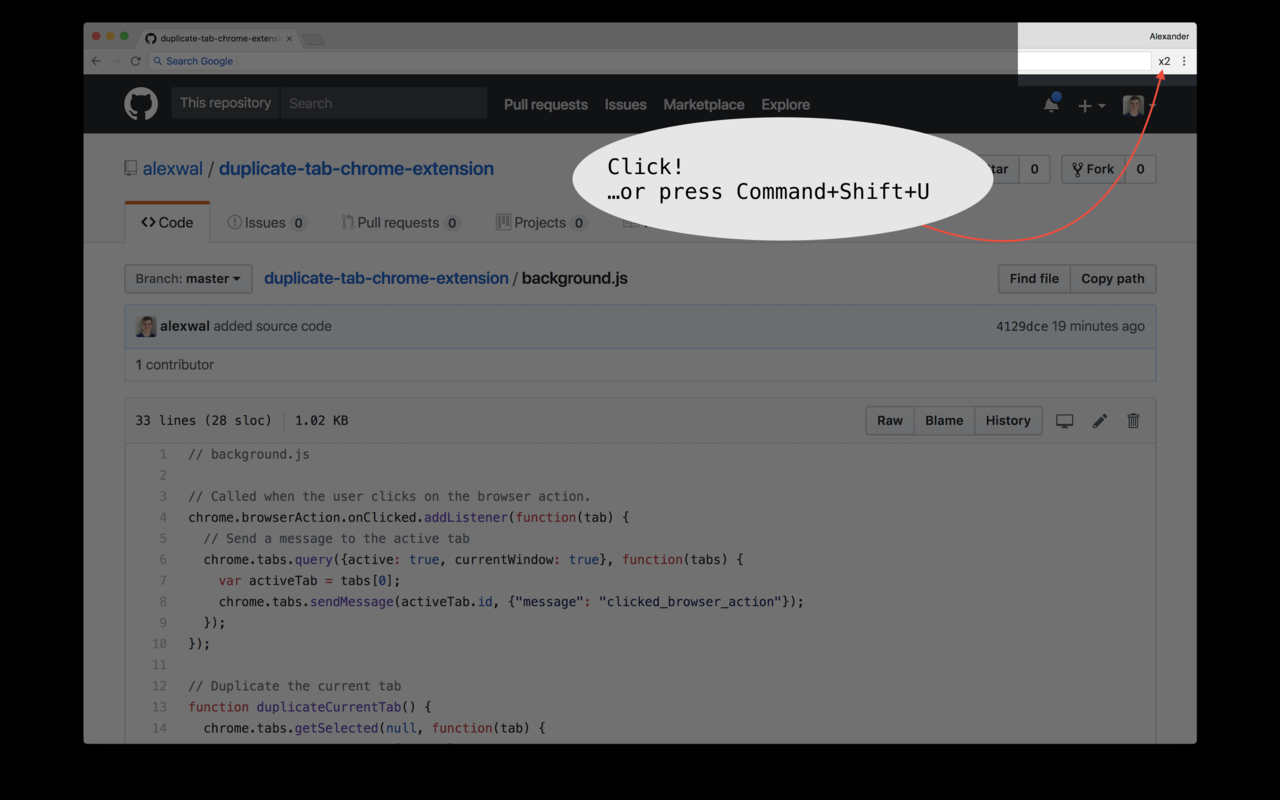 duplicate-tab-chrome-extensi
Alexander
Search Google
x2
This repository Search Pull requests Issues Marketplace Explore
Click!
…or press Command+Shift+U
alexwal / duplicate-tab-chrome-extension
tar 0 Fork 0
Code Issues 0 Pull requests 0 Projects 0
Branch: master duplicate-tab-chrome-extension / background.js Find file Copy path
alexwal added source code 4129dce 19 minutes ago
1 contributor
33 lines (28 sloc) 1.02 KB Raw Blame History
1 // background.js
2
3 // Called when the user clicks on the browser action.
4 chrome.browserAction.onClicked.addListener(function(tab) {
5 // Send a message to the active tab
6 chrome.tabs.query({active: true, currentWindow: true}, function(tabs) {
7 var activeTab = tabs[0];
8 chrome.tabs.sendMessage(activeTab.id, {"message": "clicked_browser_action"});
9 });
10 });
11
12 // Duplicate the current tab
13 function duplicateCurrentTab() {
14 chrome.tabs.getSelected(null, function(tab) {